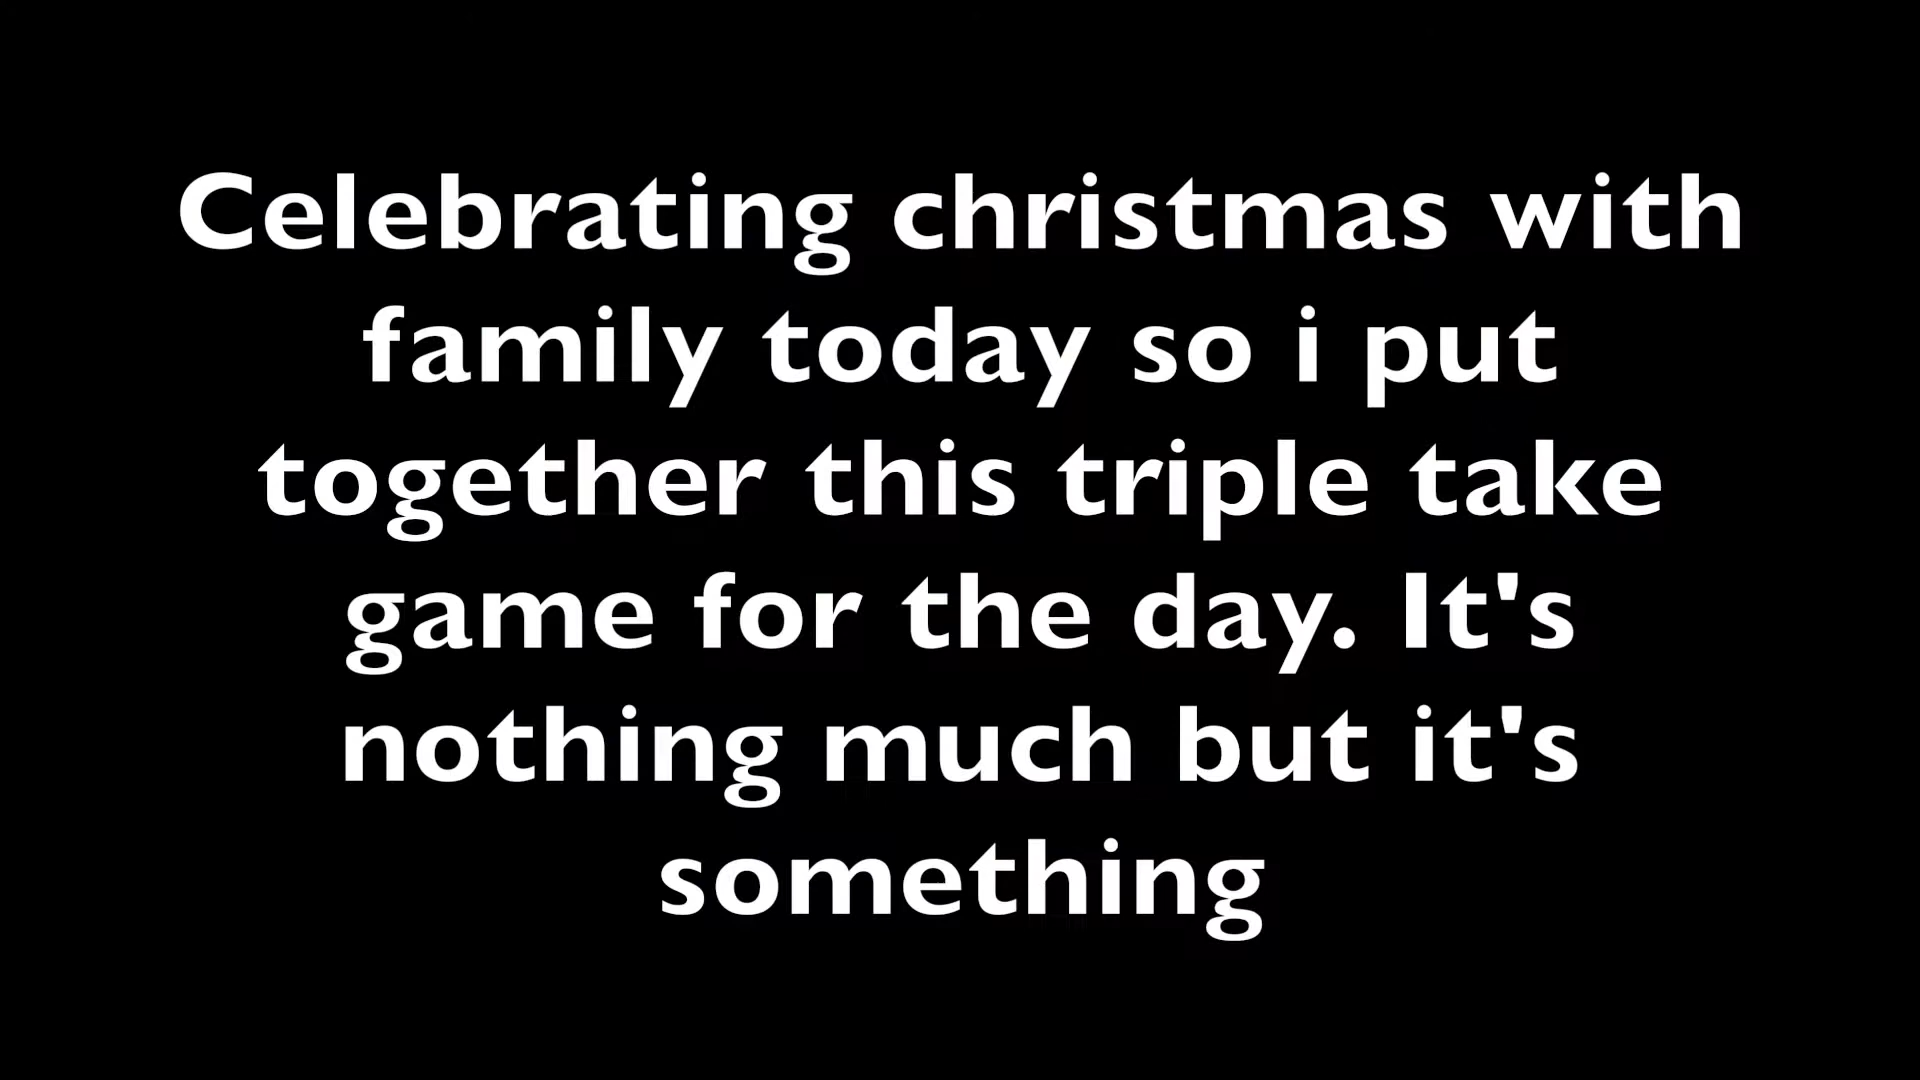 Celebrating christmas with
family today so i put
together this triple take
game for the day. It's
nothing much but it's
something